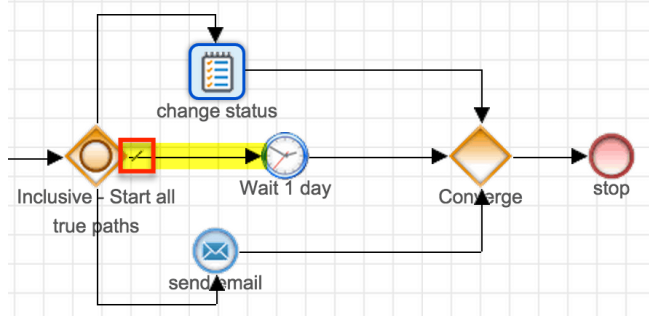 change status
Inclusive - Start all
true paths
Wait 1 day
Converge
stop
send email